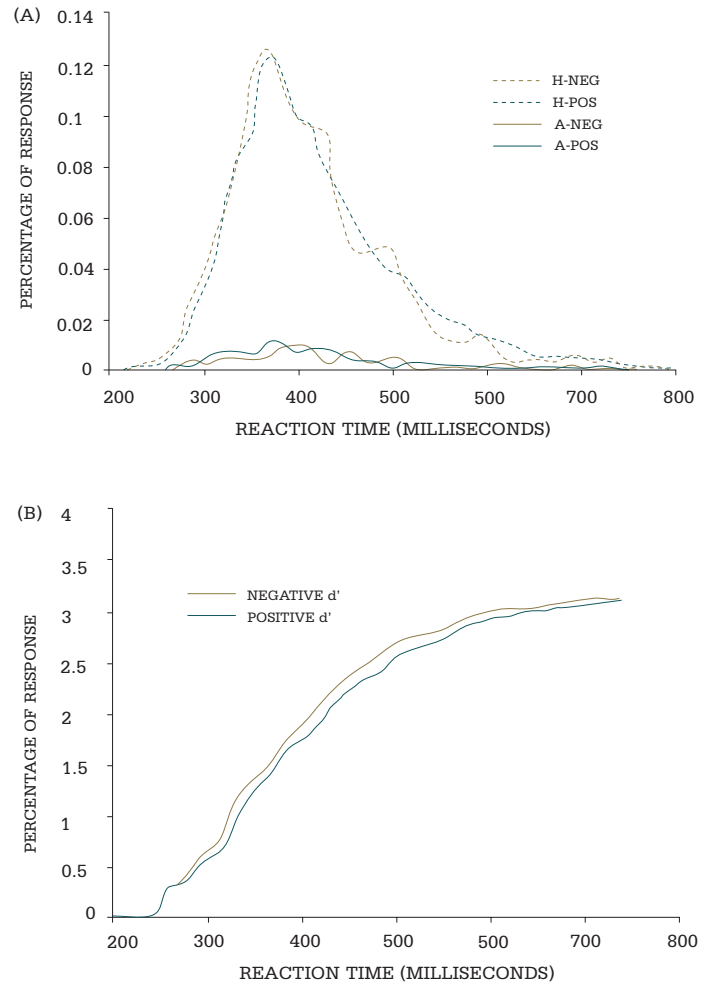 (A)
0.14
0.12
0.1
0.08
0.06
0.04
0.02
0
PERCENTAGE OF RESPONSE
H-NEG
H-POS
A-NEG
A-POS
200 300 400 500 500 700 800
REACTION TIME (MILLISECONDS)
(B)
4
3.5
3
2.5
2
1.5
1
0.5
0
PERCENTAGE OF RESPONSE
NEGATIVE d'
POSITIVE d'
200 300 400 500 500 700 800
REACTION TIME (MILLISECONDS)